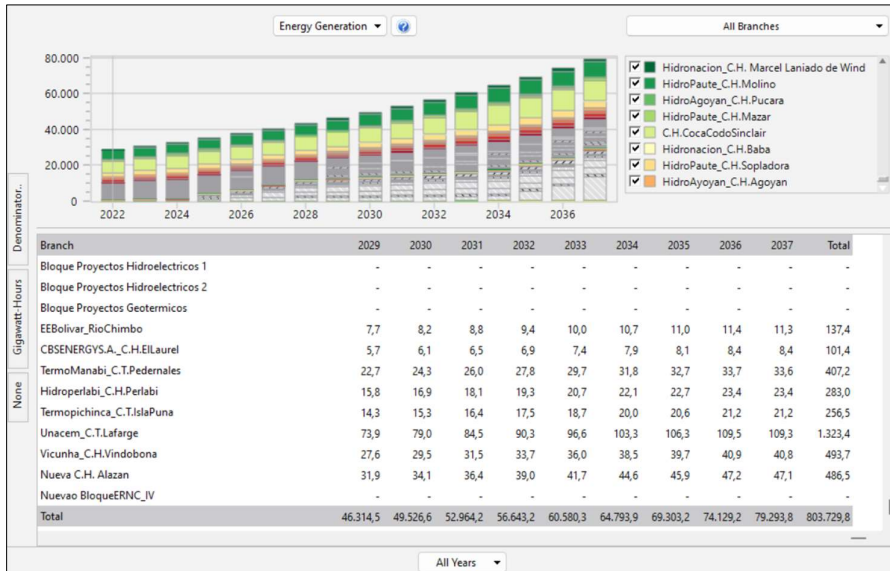 Energy Generation
All Branches
80.000
60.000
40.000
20.000
0
2022 2024 2026 2028 2030 2032 2034 2036
Hidronacion_C.H. Marcel Laniado de Wind
HidroPaute_C.H.Molino
HidroAgoyan_C.H.Pucara
HidroPaute_C.H.Mazar
C.H.CocaCodoSinclair
Hidronacion_C.H.Baba
HidroPaute_C.H.Sopladora
HidroAyoyan_C.H.Agoyan
Denominator..
Gigawatt-Hours
None
Branch 2029 2030 2031 2032 2033 2034 2035 2036 2037 Total
Bloque Proyectos Hidroelectricos 1 - - - - - - - - - -
Bloque Proyectos Hidroelectricos 2 - - - - - - - - - -
Bloque Proyectos Geotermicos - - - - - - - - - -
EEBolivar_RioChimbo 7,7 8,2 8,8 9,4 10,0 10,7 11,0 11,4 11,3 137,4
CBSENERGYS.A._C.H.ElLaurel 5,7 6,1 6,5 6,9 7,4 7,9 8,1 8,4 8,4 101,4
TermoManabi_C.T.Pedernales 22,7 24,3 26,0 27,8 29,7 31,8 32,7 33,7 33,6 407,2
Hidroperlabi_C.H.Perlabi 15,8 16,9 18,1 19,3 20,7 22,1 22,7 23,4 23,4 283,0
Termopichinca_C.T.IslaPuna 14,3 15,3 16,4 17,5 18,7 20,0 20,6 21,2 21,2 256,5
Unacem_C.T.Lafarge 73,9 79,0 84,5 90,3 96,6 103,3 106,3 109,5 109,3 1.323,4
Vicunha_C.H.Vindobona 27,6 29,5 31,5 33,7 36,0 38,5 39,7 40,9 40,8 493,7
Nueva C.H. Alazan 31,9 34,1 36,4 39,0 41,7 44,6 45,9 47,2 47,1 486,5
Nuevao BloqueERNC_IV - - - - - - - - - -
Total 46.314,5 49.526,6 52.964,2 56.643,2 60.580,3 64.793,9 69.303,2 74.129,2 79.293,8 803.729,8
All Years